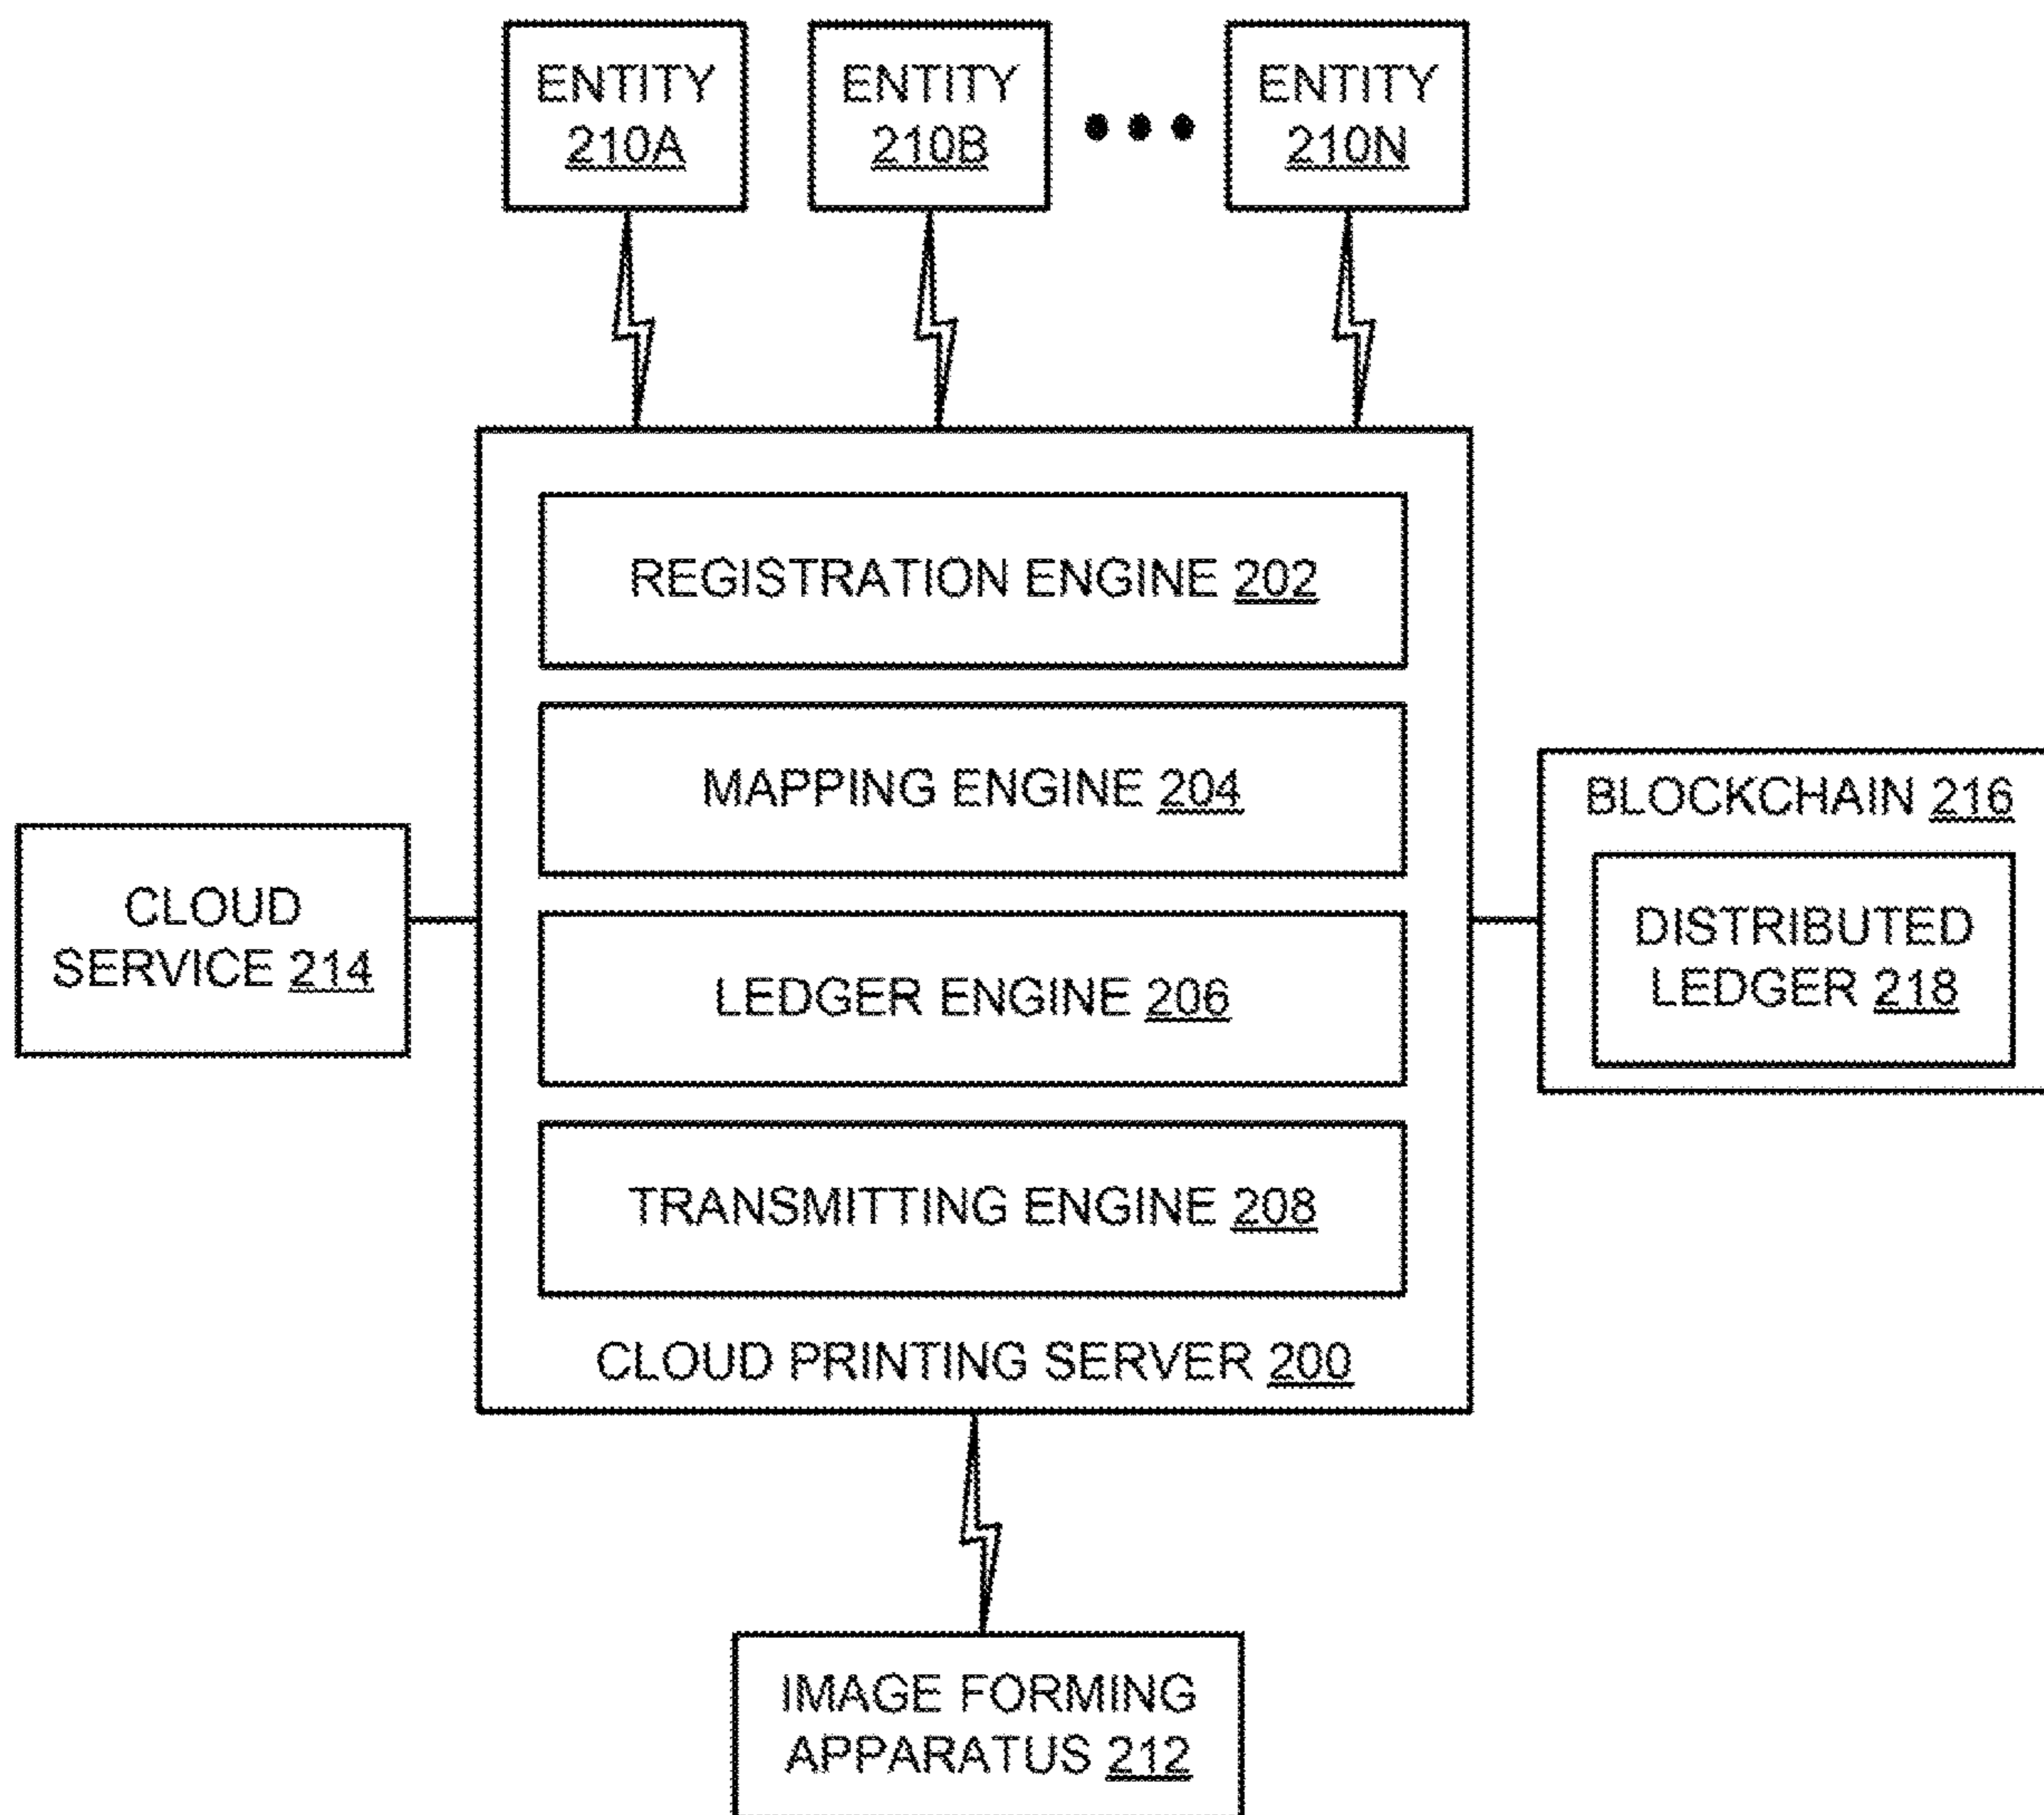 ENTITY
210A
ENTITY
210B
ENTITY
210N
REGISTRATION ENGINE 202
MAPPING ENGINE 204
LEDGER ENGINE 206
TRANSMITTING ENGINE 208
CLOUD PRINTING SERVER 200
CLOUD
SERVICE 214
BLOCKCHAIN 216
DISTRIBUTED
LEDGER 218
IMAGE FORMING
APPARATUS 212